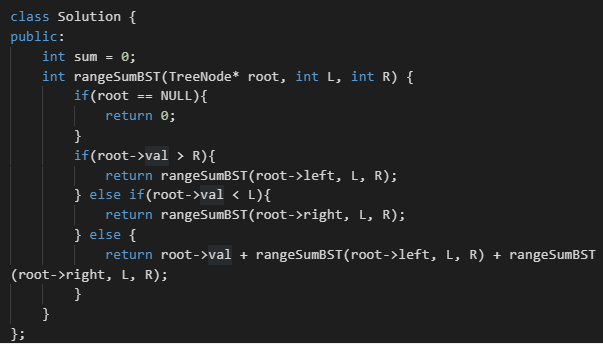 class Solution {
public:
    int sum = 0;
    int rangeSumBST(TreeNode* root, int L, int R) {
        if(root == NULL){
            return 0;
        }
        if(root->val > R){
            return rangeSumBST(root->left, L, R);
        } else if(root->val < L){
            return rangeSumBST(root->right, L, R);
        } else {
            return root->val + rangeSumBST(root->left, L, R) + rangeSumBST
(root->right, L, R);
        }
    }
};